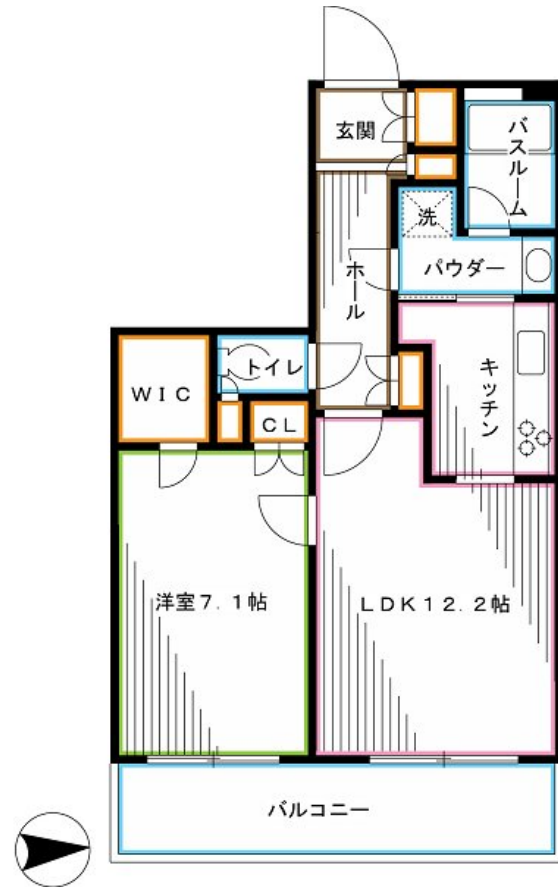 玄関
バスルーム
洗
パウダー
ホール
トイレ
キッチン
WIC
CL
洋室7.1帖
LDK12.2帖
バルコニー